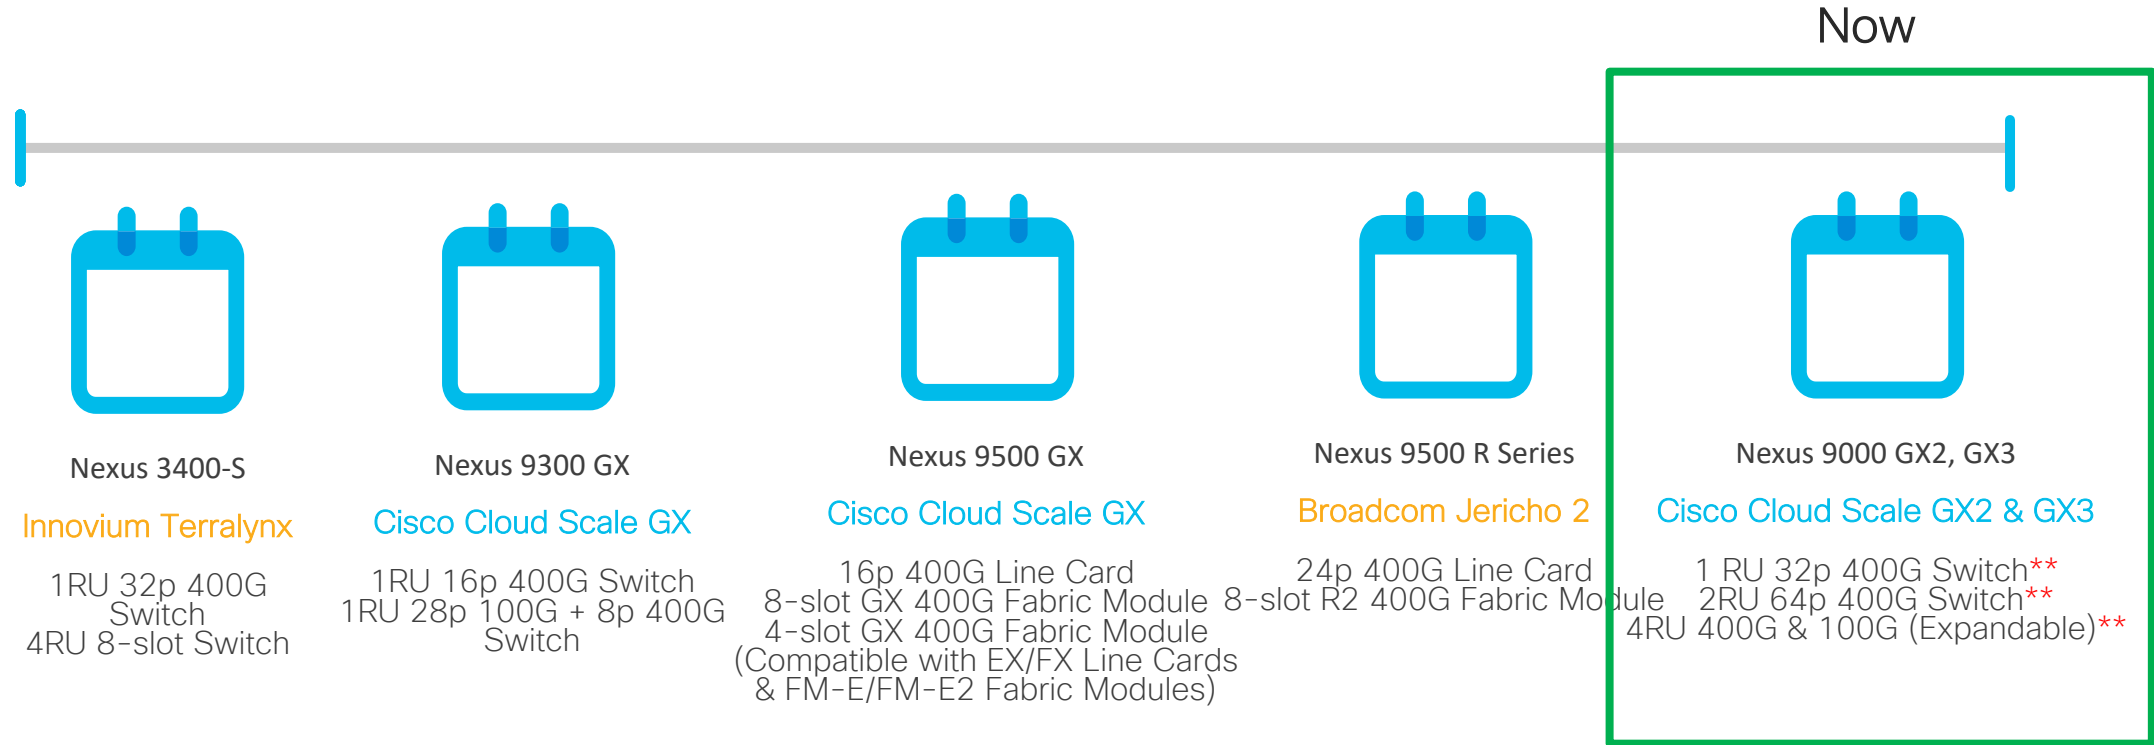 Now
Nexus 3400-S
Innovium Terralynx
1RU 32p 400G
Switch
4RU 8-slot Switch
Nexus 9300 GX
Cisco Cloud Scale GX
1RU 16p 400G Switch
1RU 28p 100G + 8p 400G
Switch
Nexus 9500 GX
Cisco Cloud Scale GX
16p 400G Line Card
8-slot GX 400G Fabric Module
4-slot GX 400G Fabric Module
(Compatible with EX/FX Line Cards
& FM-E/FM-E2 Fabric Modules)
Nexus 9500 R Series
Broadcom Jericho 2
24p 400G Line Card
8-slot R2 400G Fabric Module
Nexus 9000 GX2, GX3
Cisco Cloud Scale GX2 & GX3
1 RU 32p 400G Switch**
2RU 64p 400G Switch**
4RU 400G & 100G (Expandable)**